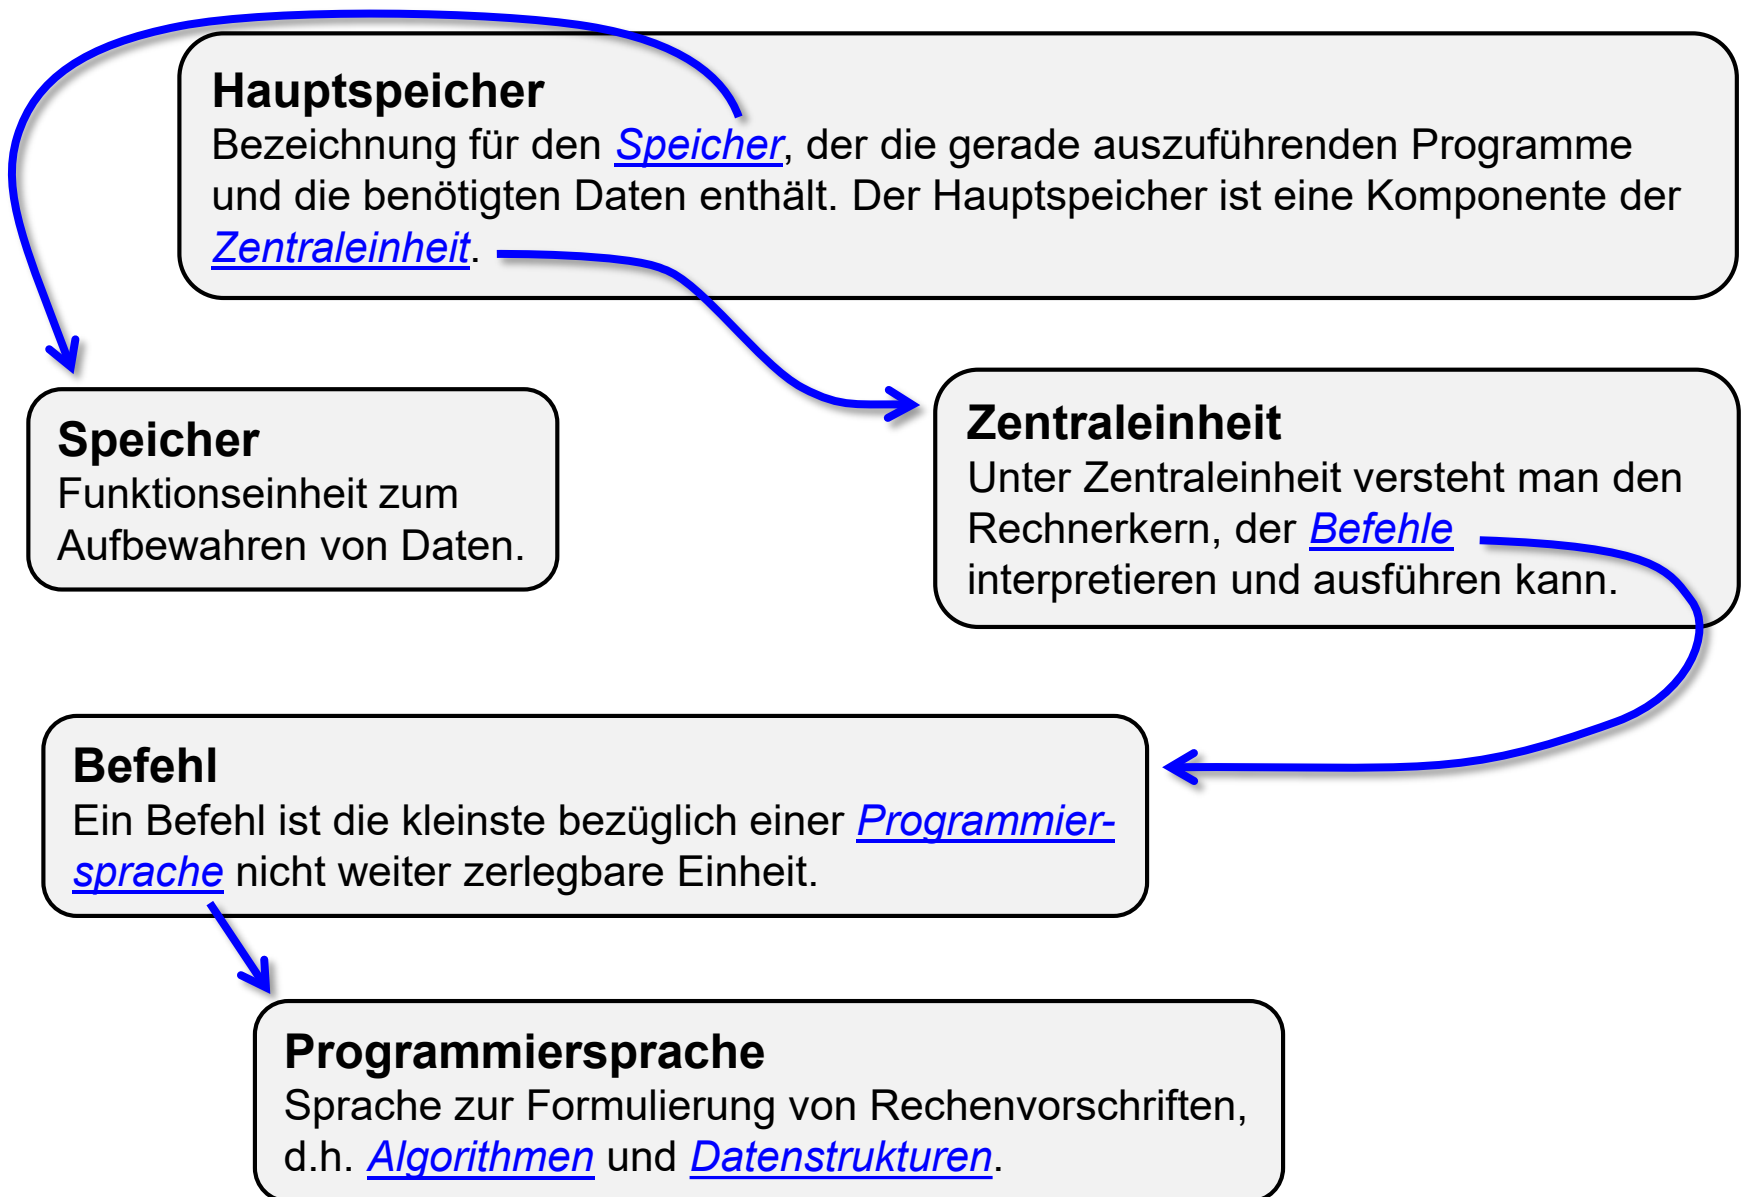 Hauptspeicher
Bezeichnung für den Speicher, der die gerade auszuführenden Programme
und die benötigten Daten enthält. Der Hauptspeicher ist eine Komponente der
Zentraleinheit.
Speicher
Funktionseinheit zum
Aufbewahren von Daten.
Zentraleinheit
Unter Zentraleinheit versteht man den
Rechnerkern, der Befehle
interpretieren und ausführen kann.
Befehl
Ein Befehl ist die kleinste bezüglich einer Programmier-
sprache nicht weiter zerlegbare Einheit.
Programmiersprache
Sprache zur Formulierung von Rechenvorschriften,
d.h. Algorithmen und Datenstrukturen.